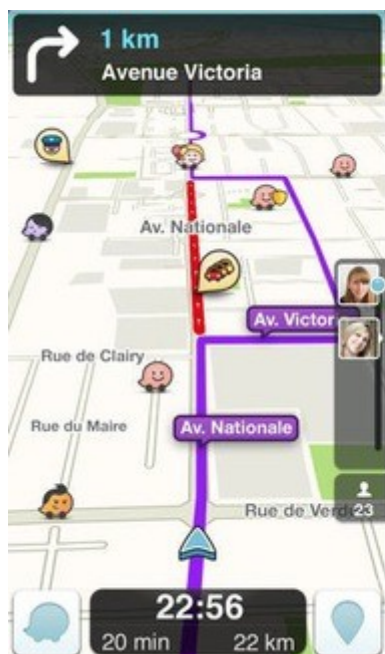 1 km
Avenue Victoria
Av. Nationale
Av. Victor
Rue de Clairy
Rue du Maire
Av. Nationale
23
Rue de Verd
22:56
20 min 22 km